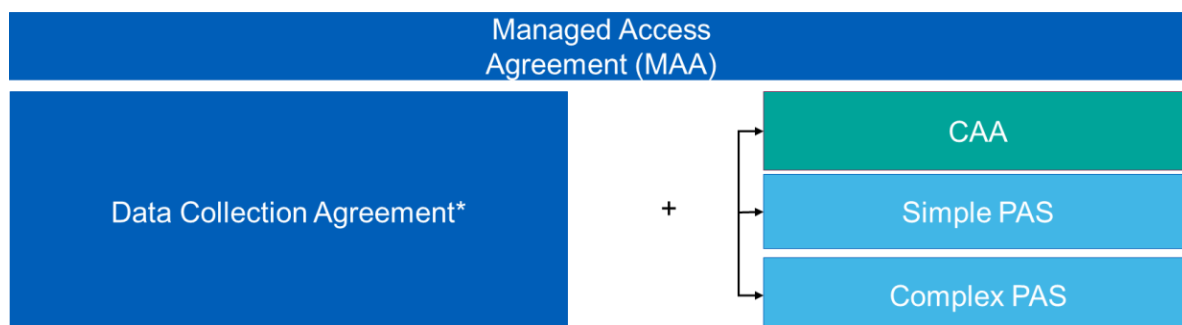 Managed Access
Agreement (MAA)
Data Collection Agreement*
+
CAA
Simple PAS
Complex PAS